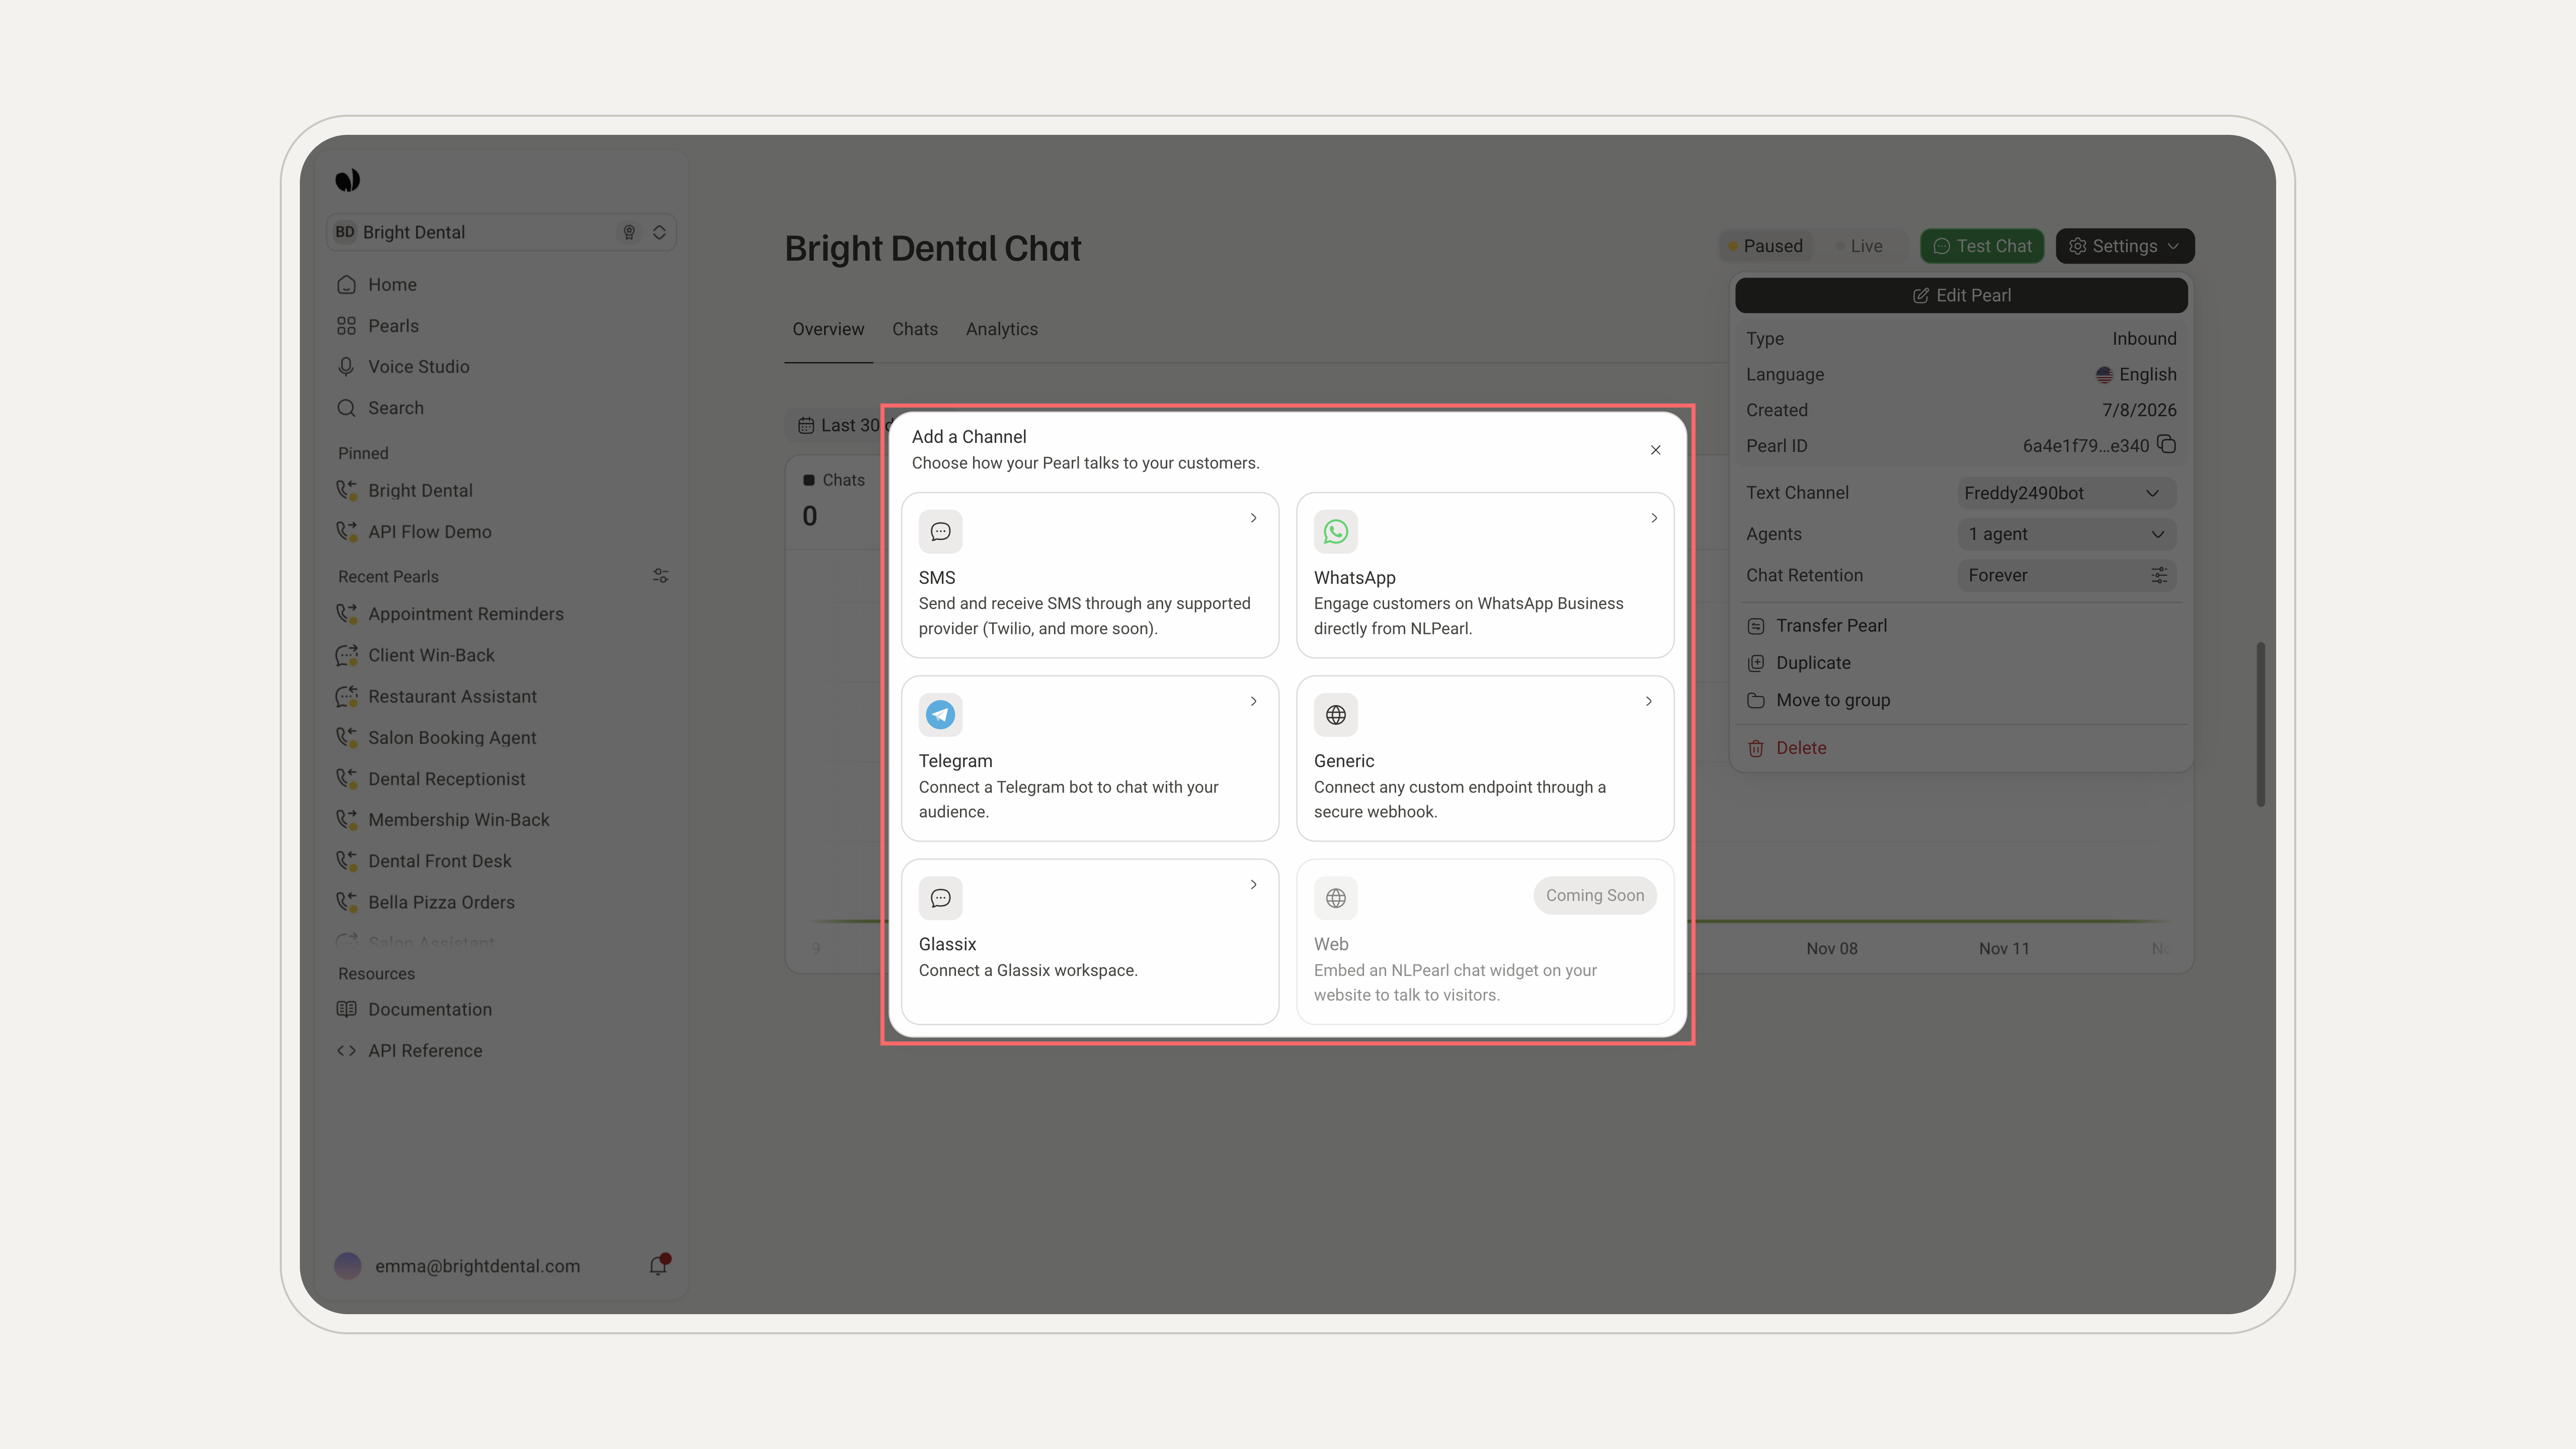 BD Bright Dental
Home
Pearls
Voice Studio
Search
Pinned
Bright Dental
API Flow Demo
Recent Pearls
Appointment Reminders
Client Win-Back
Restaurant Assistant
Salon Booking Agent
Dental Receptionist
Membership Win-Back
Dental Front Desk
Bella Pizza Orders
Salon Assistant
Resources
Documentation
API Reference
emma@brightdental.com
Bright Dental Chat
Paused
Live
Test Chat
Settings
Overview
Chats
Analytics
Last 30 d
Chats
0
9
Nov 08
Nov 11
No
Edit Pearl
Type
Inbound
Language
English
Created
7/8/2026
Pearl ID
6a4e1f79...e340
Text Channel
Freddy2490bot
Agents
1 agent
Chat Retention
Forever
Transfer Pearl
Duplicate
Move to group
Delete
Add a Channel
Choose how your Pearl talks to your customers.
SMS
Send and receive SMS through any supported
provider (Twilio, and more soon).
WhatsApp
Engage customers on WhatsApp Business
directly from NLPearl.
Telegram
Connect a Telegram bot to chat with your
audience.
Generic
Connect any custom endpoint through a
secure webhook.
Glassix
Connect a Glassix workspace.
Coming Soon
Web
Embed an NLPearl chat widget on your
website to talk to visitors.